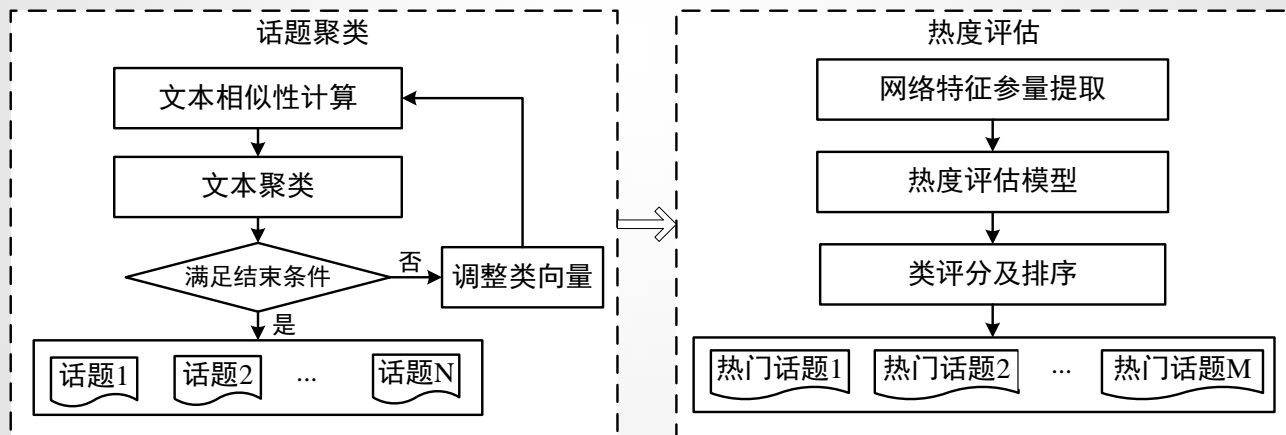 话题聚类
文本相似性计算
文本聚类
满足结束条件
否
调整类向量
是
话题1
话题2
...
话题N
热度评估
网络特征参量提取
热度评估模型
类评分及排序
热门话题1
热门话题2
...
热门话题M